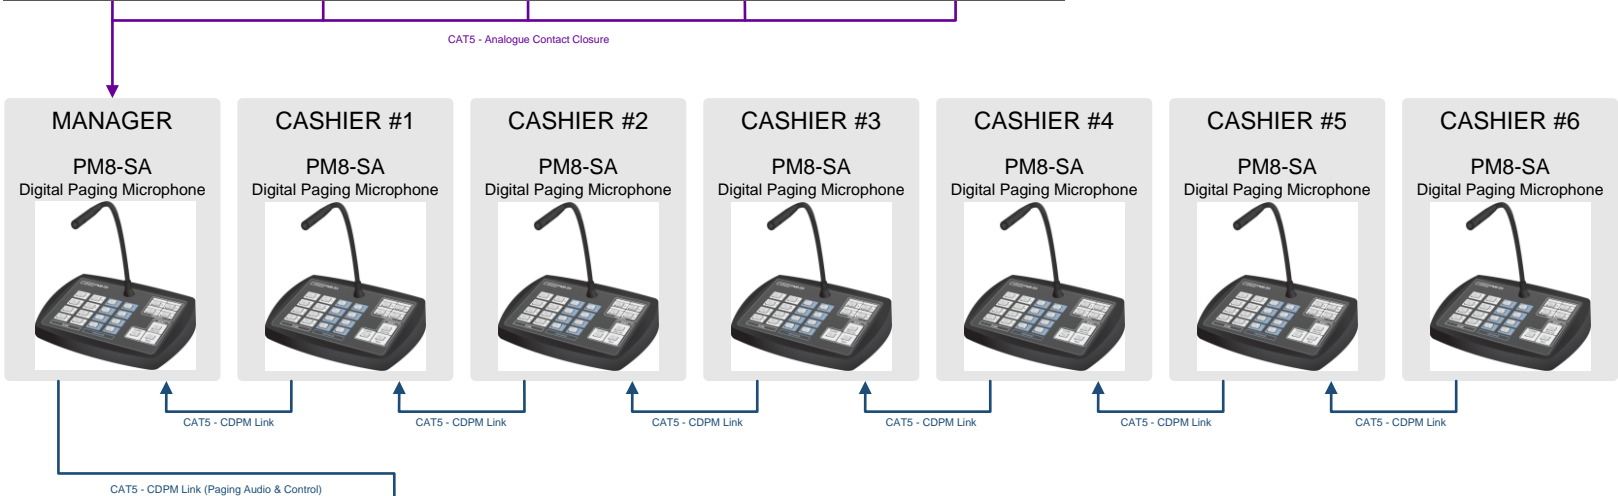 CAT5 - Analogue Contact Closure
MANAGER
PM8-SA
Digital Paging Microphone
CASHIER #1
PM8-SA
Digital Paging Microphone
CASHIER #2
PM8-SA
Digital Paging Microphone
CASHIER #3
PM8-SA
Digital Paging Microphone
CASHIER #4
PM8-SA
Digital Paging Microphone
CASHIER #5
PM8-SA
Digital Paging Microphone
CASHIER #6
PM8-SA
Digital Paging Microphone
CAT5 - CDPM Link
CAT5 - CDPM Link
CAT5 - CDPM Link
CAT5 - CDPM Link
CAT5 - CDPM Link
CAT5 - CDPM Link
CAT5 - CDPM Link (Paging Audio & Control)